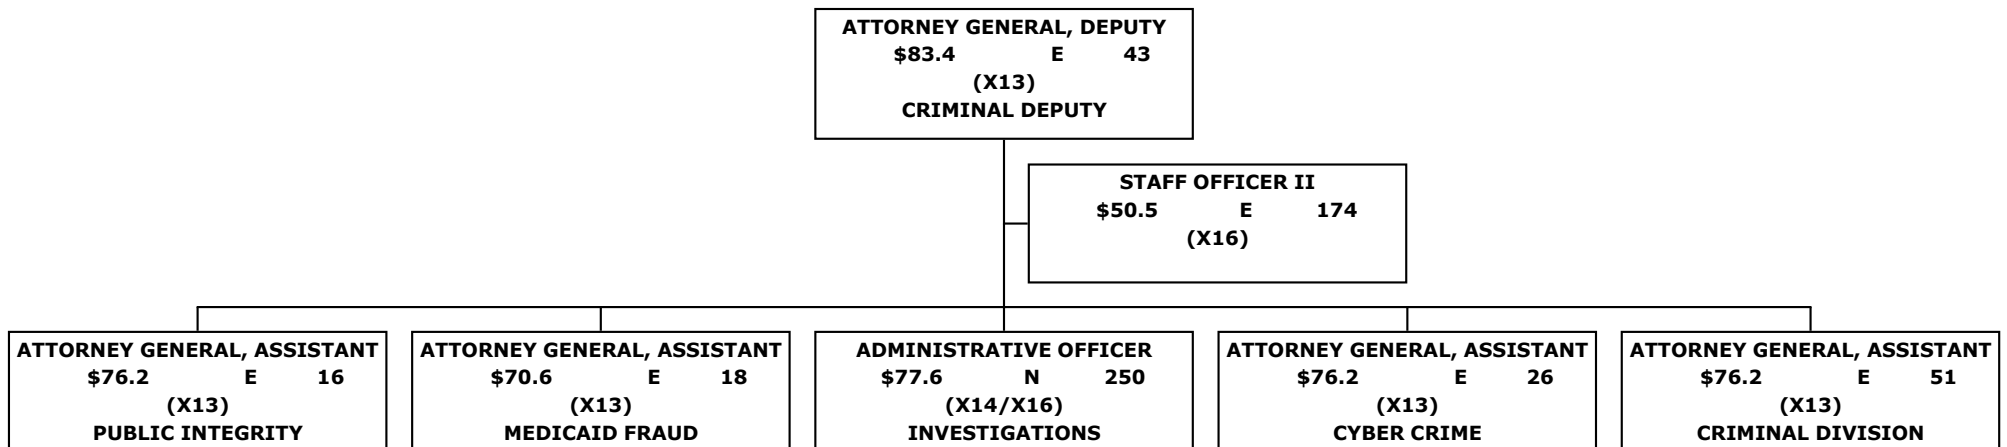 ATTORNEY GENERAL, DEPUTY
$83.4 E 43
(X13)
CRIMINAL DEPUTY
STAFF OFFICER II
$50.5 E 174
(X16)
ATTORNEY GENERAL, ASSISTANT
$76.2 E 16
(X13)
PUBLIC INTEGRITY
ATTORNEY GENERAL, ASSISTANT
$70.6 E 18
(X13)
MEDICAID FRAUD
ADMINISTRATIVE OFFICER
$77.6 N 250
(X14/X16)
INVESTIGATIONS
ATTORNEY GENERAL, ASSISTANT
$76.2 E 26
(X13)
CYBER CRIME
ATTORNEY GENERAL, ASSISTANT
$76.2 E 51
(X13)
CRIMINAL DIVISION